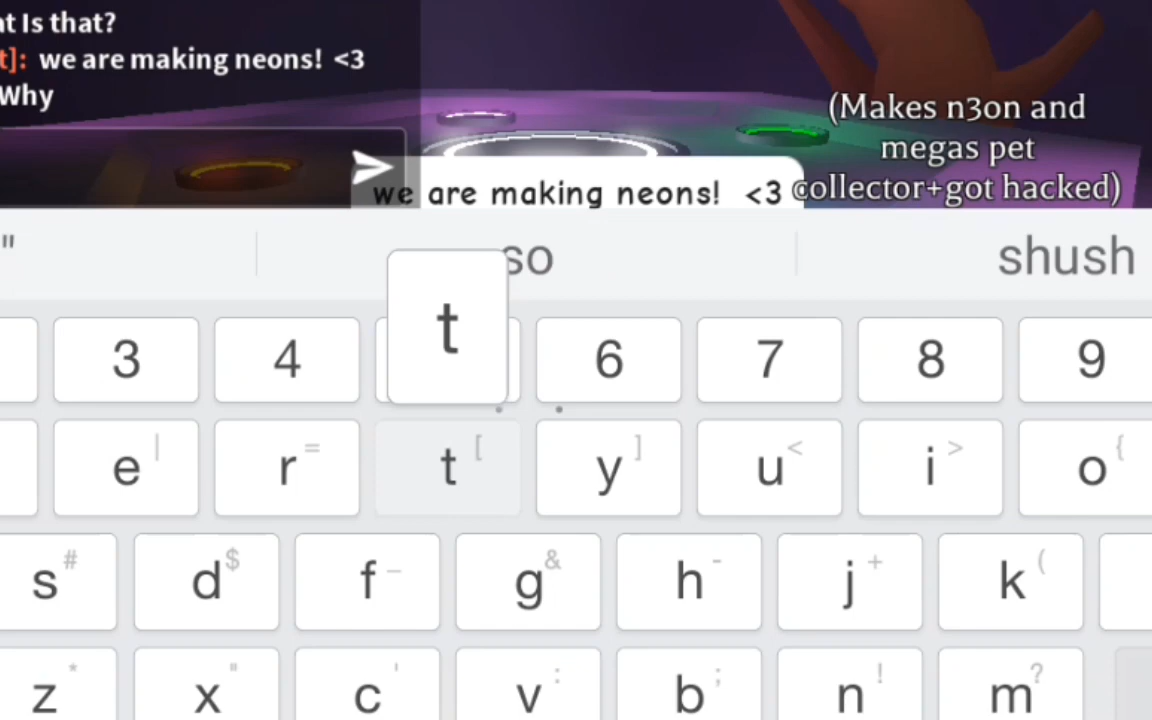 at Is that?
t]: we are making neons! <3
Why
(Makes n3on and
megas pet
collector+got hacked)
we are making neons! <3
" so shush
t
3 4 6 7 8 9
e | r = t [ y ] u < i > o {
s # d $ f _ g & h - j + k (
z * x " c ' v : b ; n ! m ?